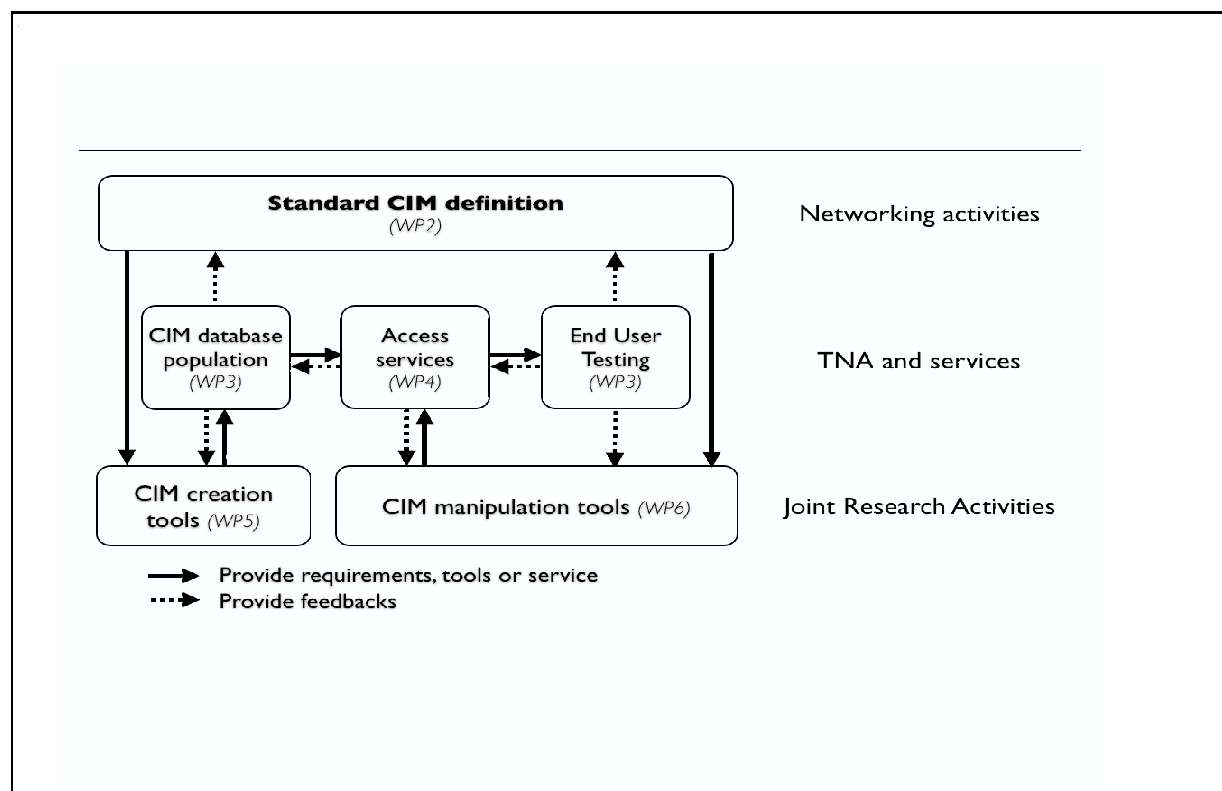 Standard CIM definition
(WP2)
Networking activities
CIM database
population
(WP3)
Access
services
(WP4)
End User
Testing
(WP3)
TNA and services
CIM creation
tools (WP5)
CIM manipulation tools (WP6)
Joint Research Activities
Provide requirements, tools or service
Provide feedbacks